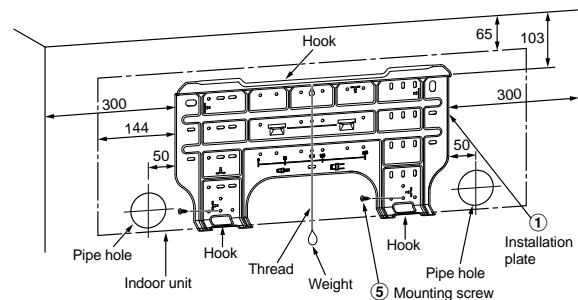 Hook
65
103
300
300
144
50
50
Pipe hole
Hook
Indoor unit
Thread
Weight
Hook
⑤ Mounting screw
Pipe hole
① Installation
plate